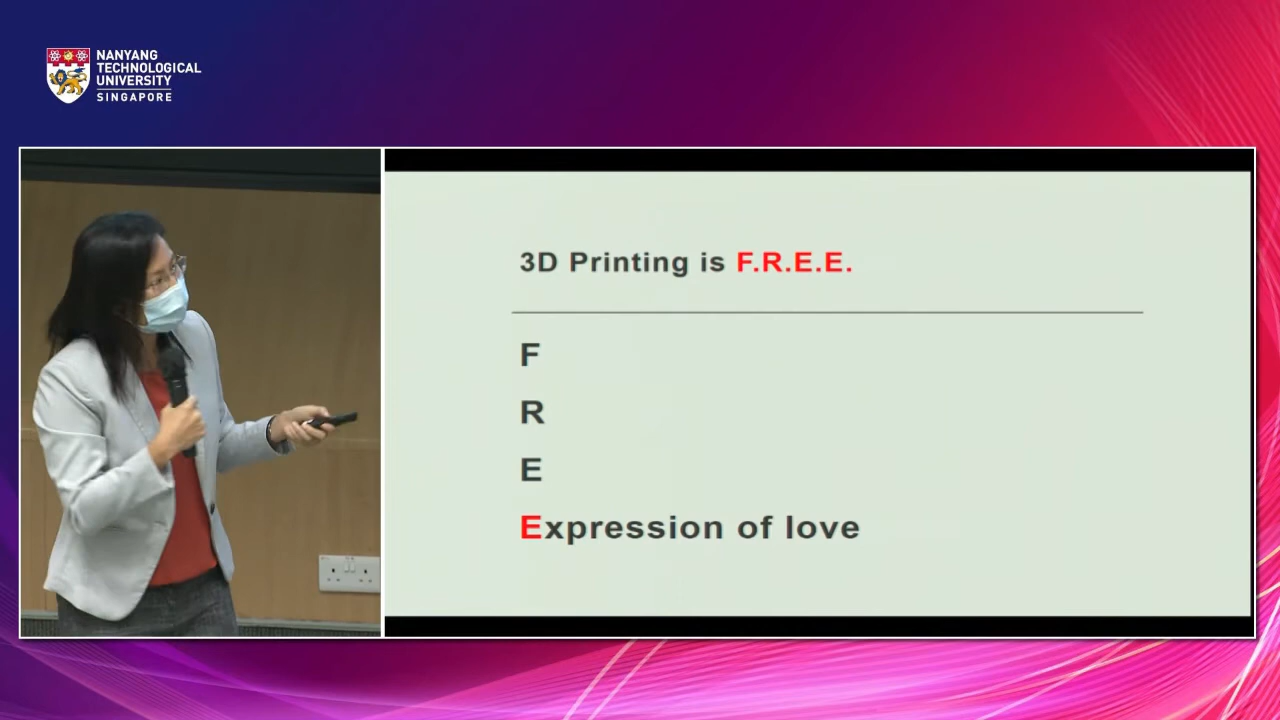 NANYANG
TECHNOLOGICAL
UNIVERSITY
SINGAPORE
3D Printing is F.R.E.E.
F
R
E
Expression of love